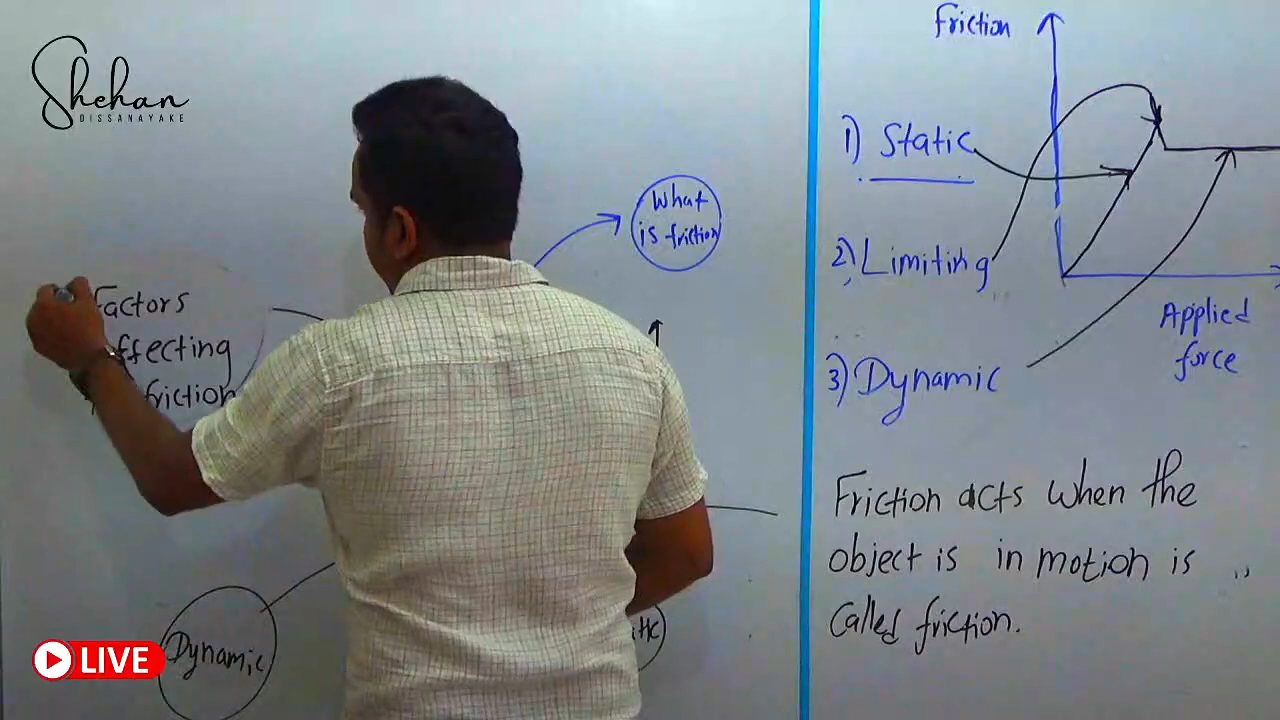 Shehan
DISSANAYAKE
What
is friction
Factors
friction
Dynamic
LIVE
Friction
1) Static
2) Limiting
3) Dynamic
Applied
force
Friction acts when the
object is in motion is
called friction.